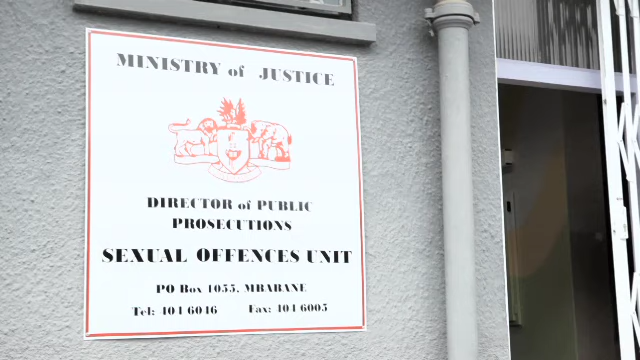 MINISTRY of JUSTICE
DIRECTOR of PUBLIC
PROSECUTIONS
SEXUAL OFFENCES UNIT
PO Box 1055, MBABANE
Tel: 404 6046 Fax: 404 6005